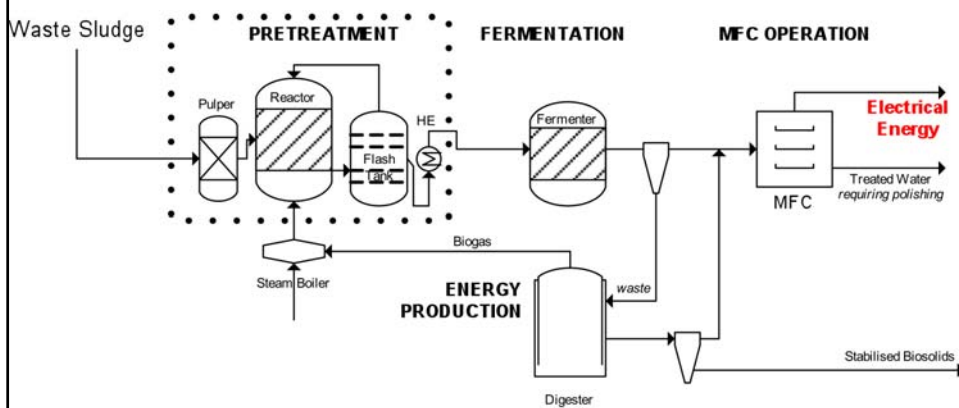 Waste Sludge
PRETREATMENT
FERMENTATION
MFC OPERATION
Pulper
Reactor
HE
Flash
Tank
Fermenter
Electrical
Energy
Treated Water
requiring polishing
MFC
Biogas
Steam Boiler
ENERGY
PRODUCTION
waste
Digester
Stabilised Biosolids